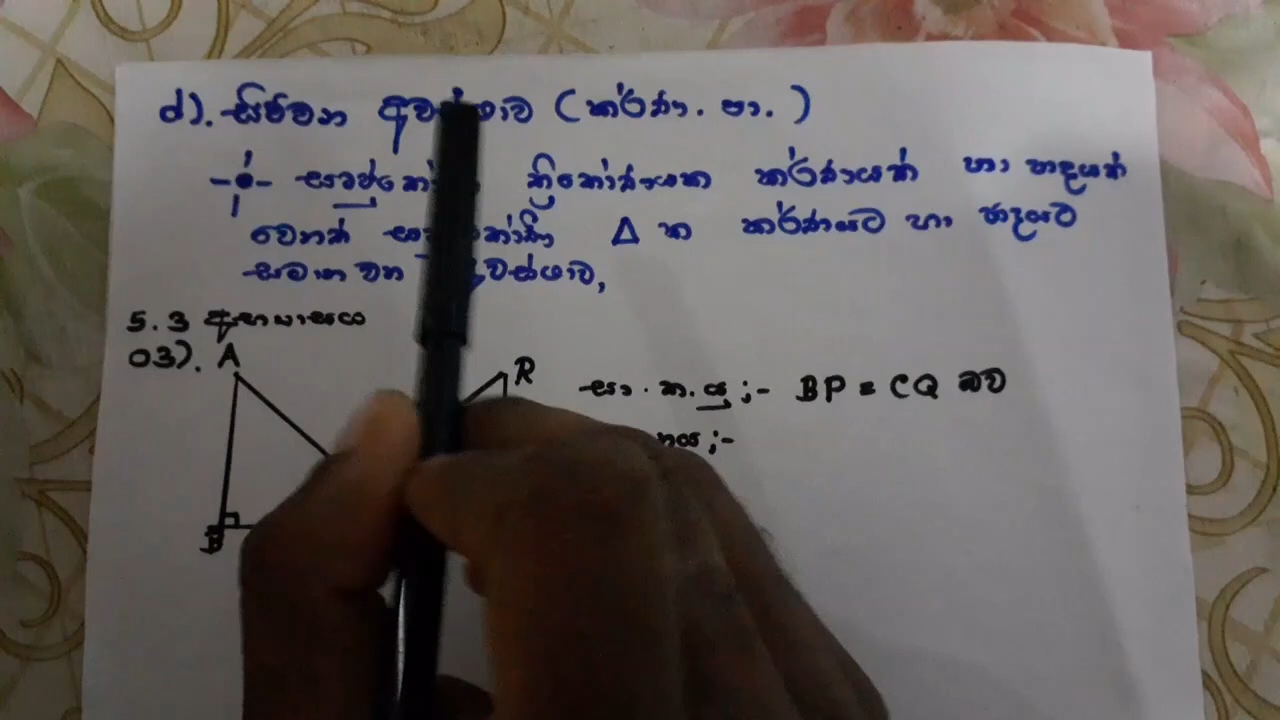 d). සිව්වන අවස්ථාව (කර්ණ. පා. )
සෘජුකෝණ ත්‍රිකෝණයක කර්ණයත් හා පාදයක්
වෙනත් Δ ක කර්ණයට හා පාදයට
සමාන වන අවස්ථාව,
5.3 අභ්‍යාසය
03). A
R
සා. ක. යු ;- BP = CQ බව
B